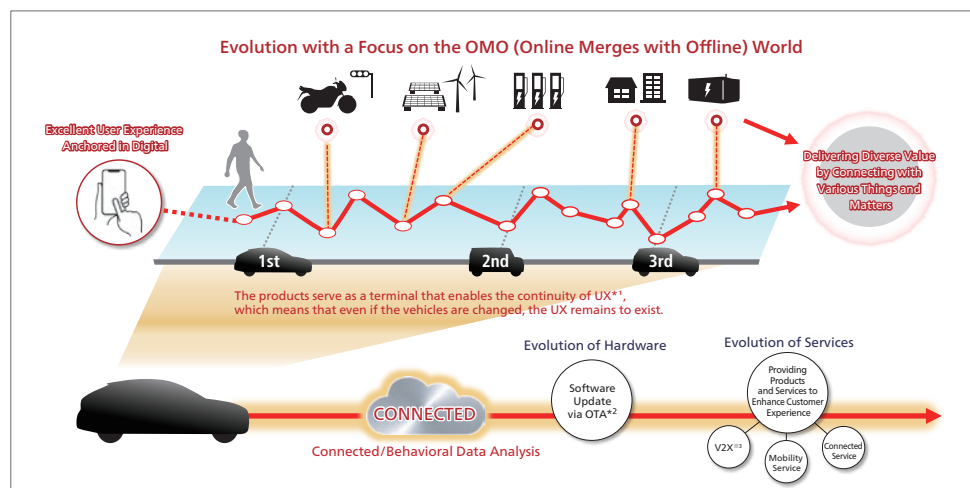 Evolution with a Focus on the OMO (Online Merges with Offline) World
Excellent User Experience
Anchored in Digital
Delivering Diverse Value
by Connecting with
Various Things and
Matters
1st
2nd
3rd
The products serve as a terminal that enables the continuity of UX*¹,
which means that even if the vehicles are changed, the UX remains to exist.
Evolution of Hardware
Evolution of Services
CONNECTED
Connected/Behavioral Data Analysis
Software
Update
via OTA*²
Providing
Products
and Services to
Enhance Customer
Experience
V2X※³
Mobility
Service
Connected
Service